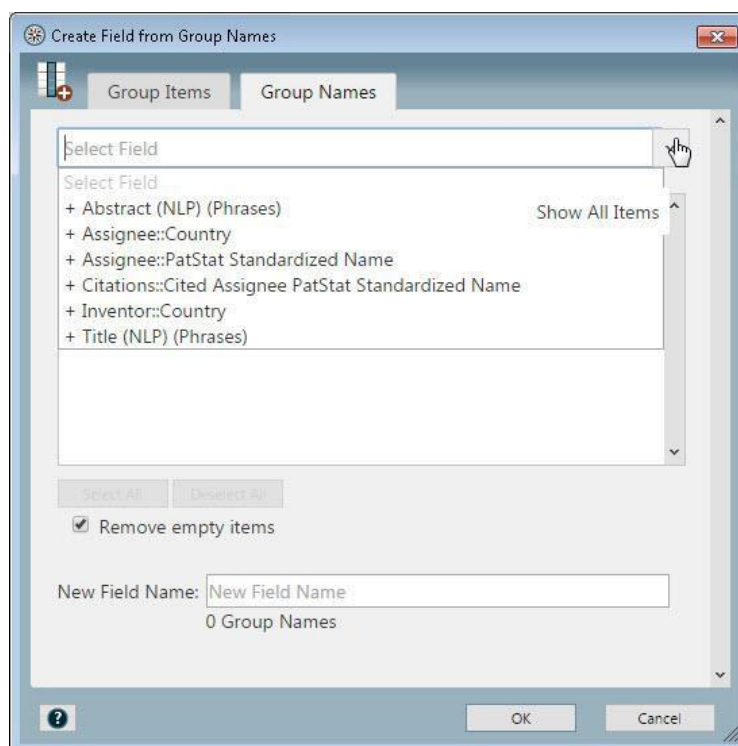 Create Field from Group Names
Group Items
Group Names
Select Field
Select Field
+ Abstract (NLP) (Phrases)
Show All Items
+ Assignee::Country
+ Assignee::PatStat Standardized Name
+ Citations::Cited Assignee PatStat Standardized Name
+ Inventor::Country
+ Title (NLP) (Phrases)
Select All
Deselect All
Remove empty items
New Field Name:
New Field Name
0 Group Names
?
OK
Cancel